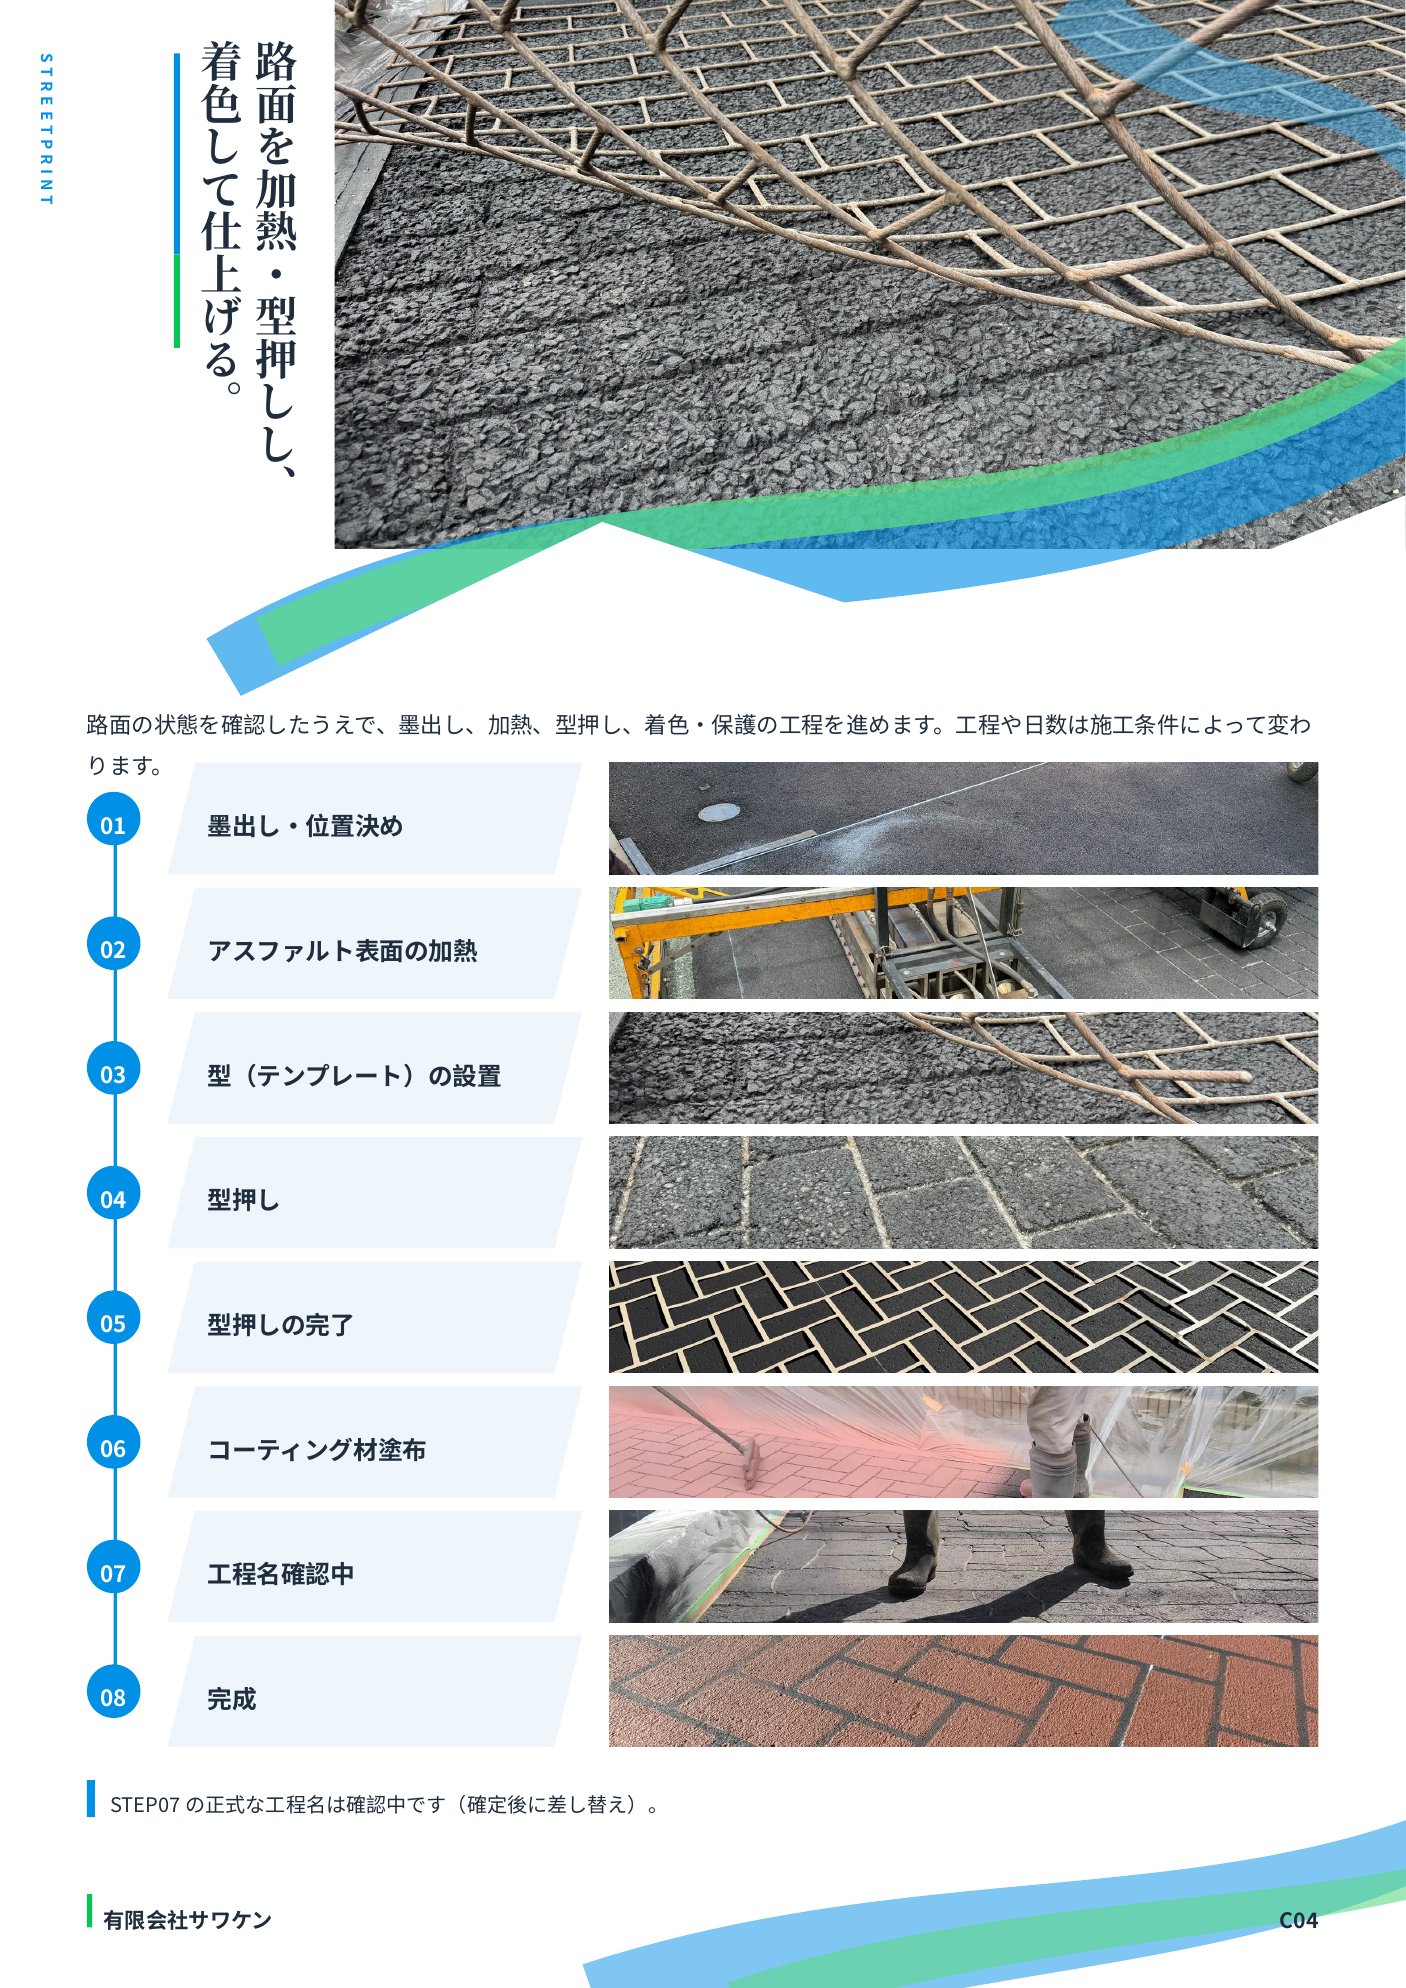 STREETPRINT
路面を加熱・型押しし、
着色して仕上げる。
路面の状態を確認したうえで、墨出し、加熱、型押し、着色・保護の工程を進めます。工程や日数は施工条件によって変わ
ります。
01 墨出し・位置決め
02 アスファルト表面の加熱
03 型（テンプレート）の設置
04 型押し
05 型押しの完了
06 コーティング材塗布
07 工程名確認中
08 完成
STEP07 の正式な工程名は確認中です（確定後に差し替え）。
有限会社サワケン
C04